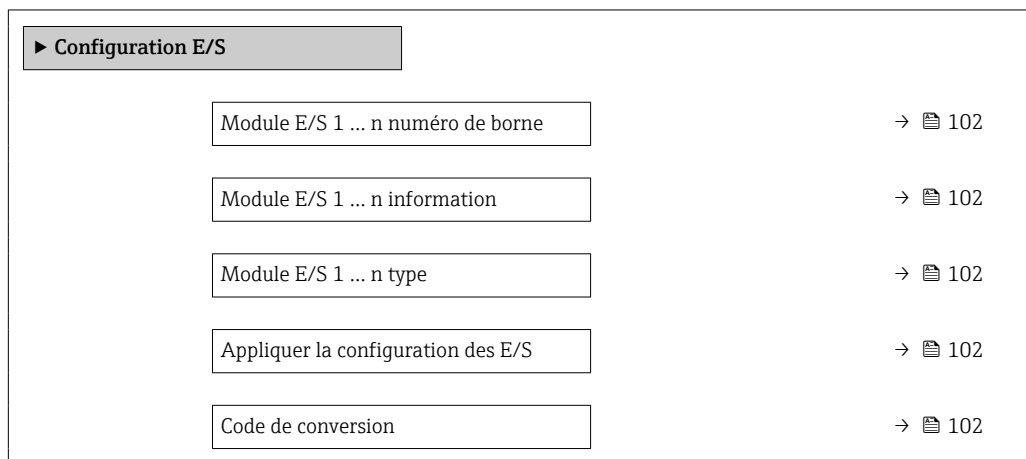 ► Configuration E/S
Module E/S 1 … n numéro de borne → 102
Module E/S 1 … n information → 102
Module E/S 1 … n type → 102
Appliquer la configuration des E/S → 102
Code de conversion → 102